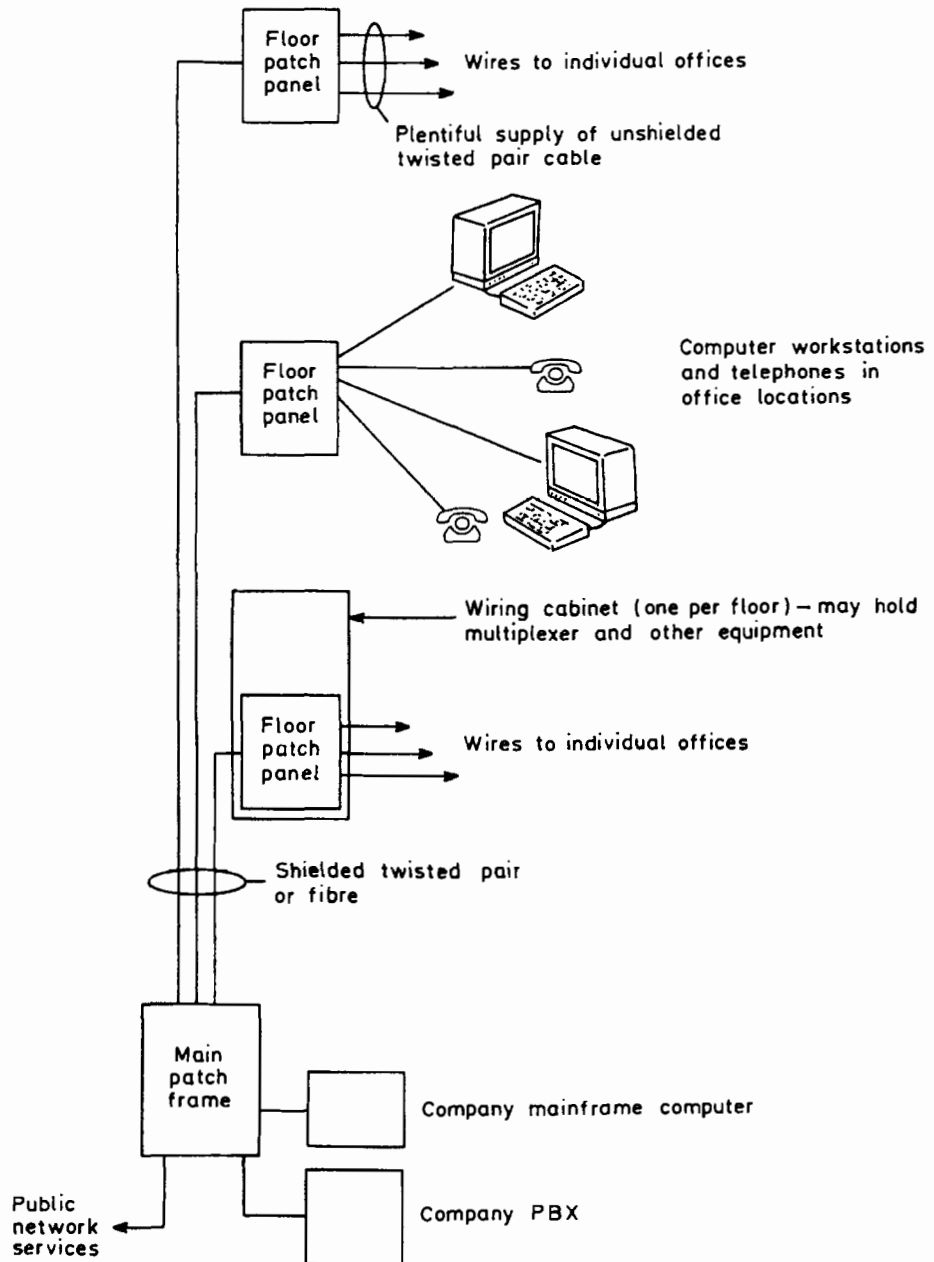 Floor
patch
panel
Wires to individual offices
Plentiful supply of unshielded
twisted pair cable
Floor
patch
panel
Computer workstations
and telephones in
office locations
Wiring cabinet (one per floor) – may hold
multiplexer and other equipment
Floor
patch
panel
Wires to individual offices
Shielded twisted pair
or fibre
Main
patch
frame
Company mainframe computer
Company PBX
Public
network
services